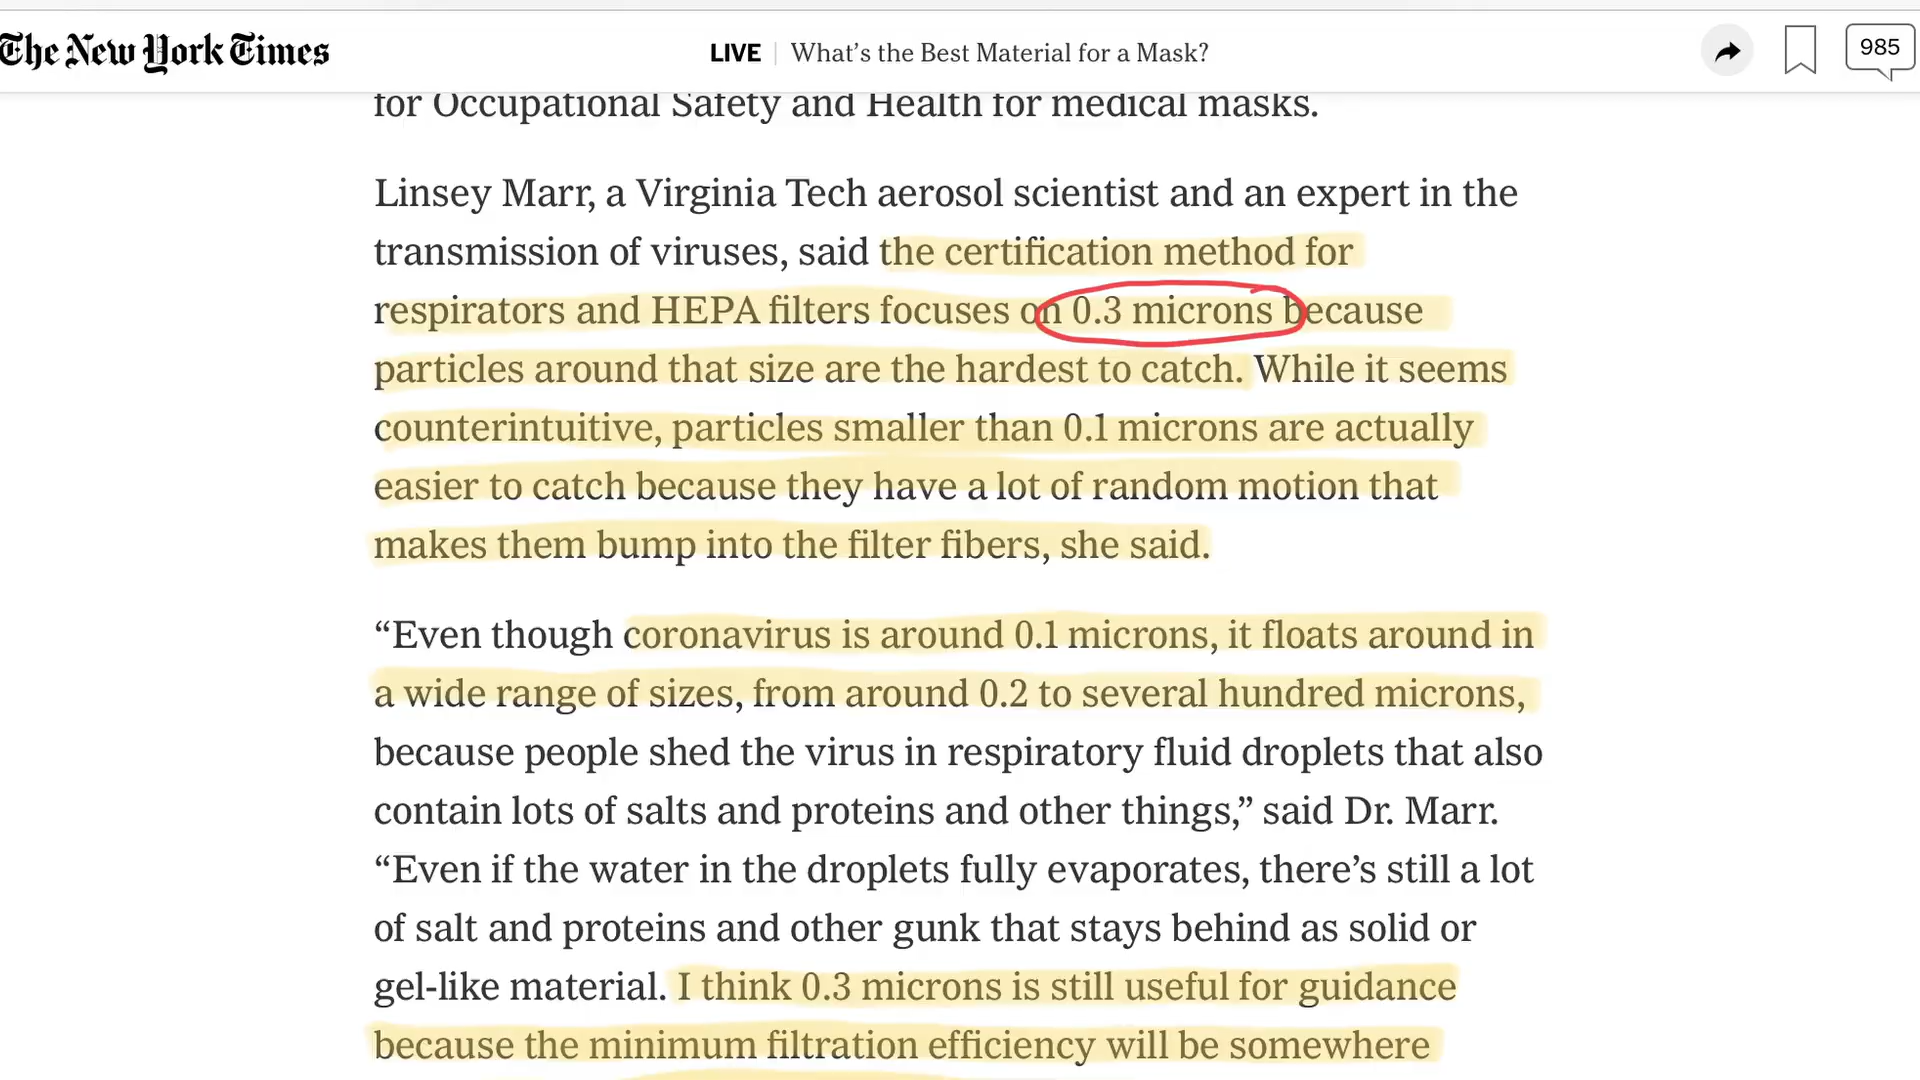 The New York Times
LIVE | What's the Best Material for a Mask?
985
for Occupational Safety and Health for medical masks.
Linsey Marr, a Virginia Tech aerosol scientist and an expert in the
transmission of viruses, said the certification method for
respirators and HEPA filters focuses on 0.3 microns because
particles around that size are the hardest to catch. While it seems
counterintuitive, particles smaller than 0.1 microns are actually
easier to catch because they have a lot of random motion that
makes them bump into the filter fibers, she said.
“Even though coronavirus is around 0.1 microns, it floats around in
a wide range of sizes, from around 0.2 to several hundred microns,
because people shed the virus in respiratory fluid droplets that also
contain lots of salts and proteins and other things,” said Dr. Marr.
“Even if the water in the droplets fully evaporates, there’s still a lot
of salt and proteins and other gunk that stays behind as solid or
gel-like material. I think 0.3 microns is still useful for guidance
because the minimum filtration efficiency will be somewhere